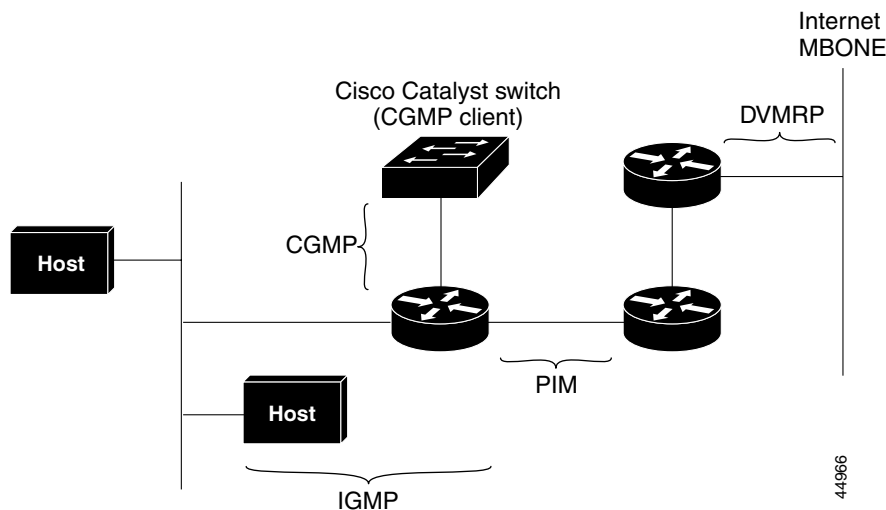 Internet
MBONE
Cisco Catalyst switch
(CGMP client)
DVMRP
CGMP
Host
PIM
Host
IGMP
44966